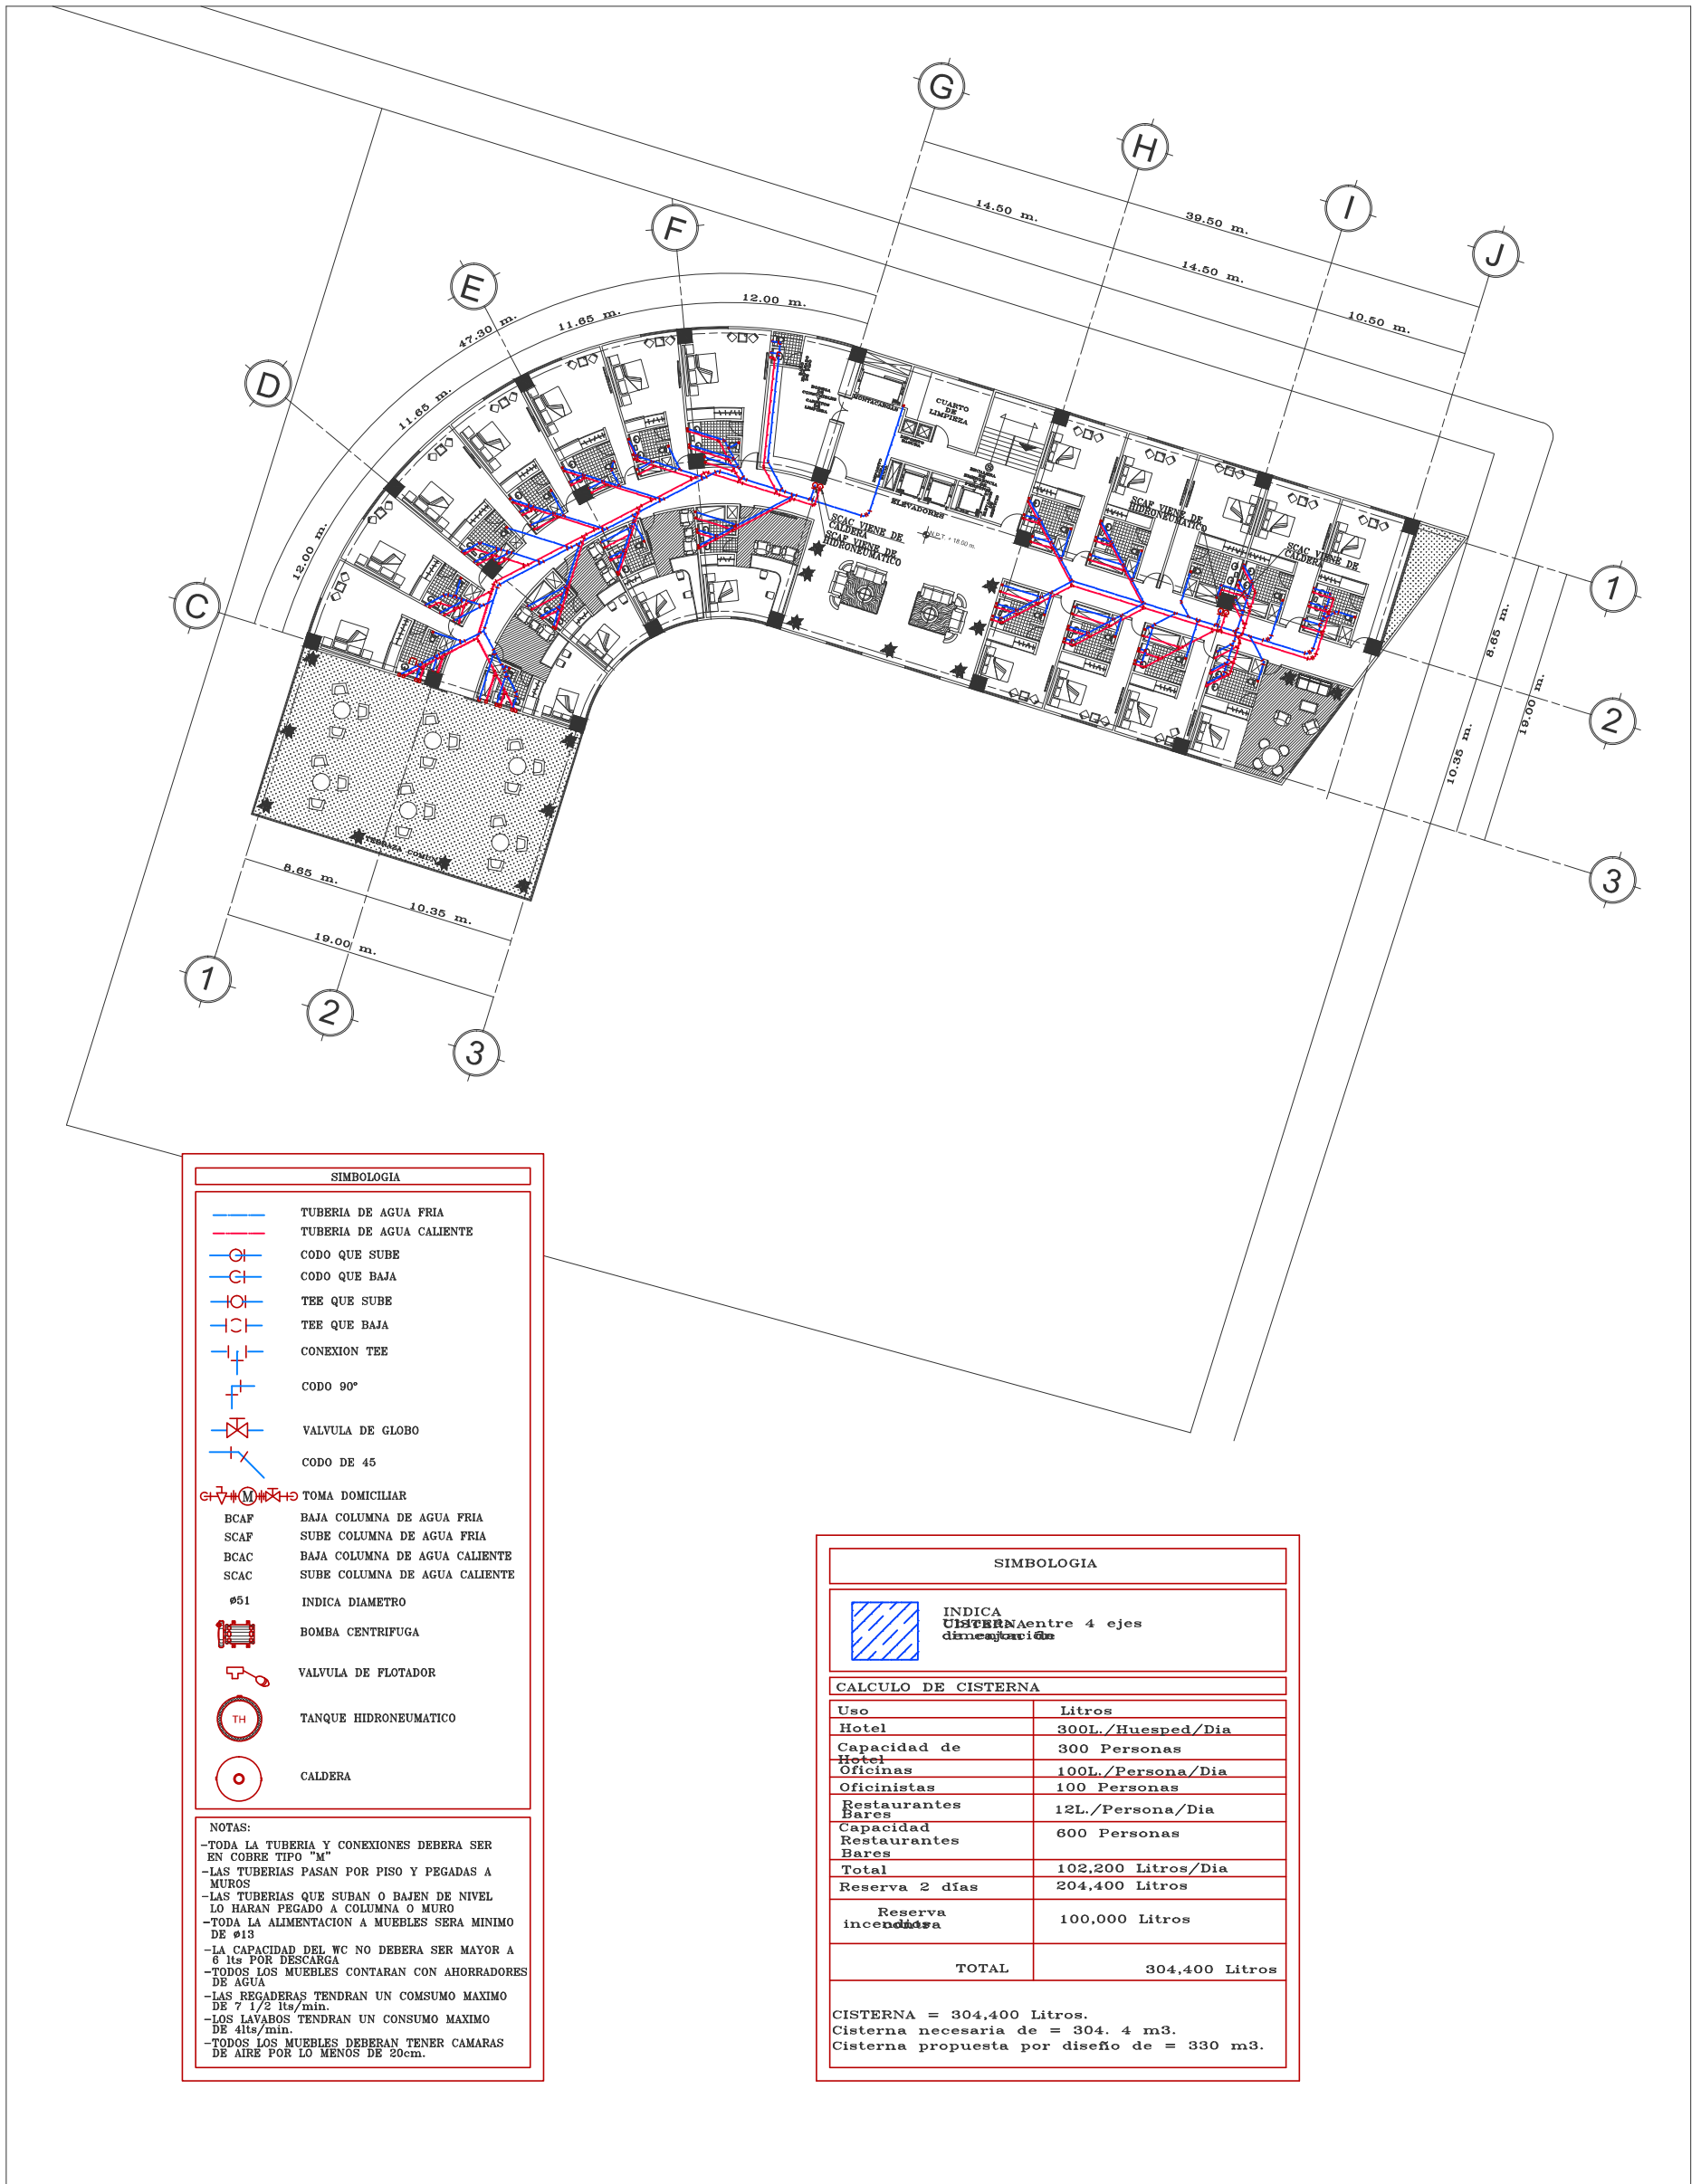 G
H
I
J
F
E
D
C
39.50 m.
14.50 m.
14.50 m.
10.50 m.
12.00 m.
11.65 m.
47.30 m.
11.65 m.
12.00 m.
MONTACARGAS
CUARTO
DE
LIMPIEZA
ELEVADORES
N.P.T. + 18.50 m.
SCAC VIENE DE
CALDERA
SCAF VIENE DE
HIDRONEUMATICO
SCAF VIENE DE
HIDRONEUMATICO
SCAC VIENE DE
CALDERA
1
2
3
8.65 m.
10.35 m.
19.00 m.
TERRAZA COMUN
8.65 m.
10.35 m.
19.00 m.
1
2
3
SIMBOLOGIA
TUBERIA DE AGUA FRIA
TUBERIA DE AGUA CALIENTE
CODO QUE SUBE
CODO QUE BAJA
TEE QUE SUBE
TEE QUE BAJA
CONEXION TEE
CODO 90°
VALVULA DE GLOBO
CODO DE 45
M TOMA DOMICILIAR
BCAF BAJA COLUMNA DE AGUA FRIA
SCAF SUBE COLUMNA DE AGUA FRIA
BCAC BAJA COLUMNA DE AGUA CALIENTE
SCAC SUBE COLUMNA DE AGUA CALIENTE
ø51 INDICA DIAMETRO
BOMBA CENTRIFUGA
VALVULA DE FLOTADOR
TH TANQUE HIDRONEUMATICO
CALDERA
NOTAS:
-TODA LA TUBERIA Y CONEXIONES DEBERA SER
EN COBRE TIPO "M"
-LAS TUBERIAS PASAN POR PISO Y PEGADAS A
MUROS
-LAS TUBERIAS QUE SUBAN O BAJEN DE NIVEL
LO HARAN PEGADO A COLUMNA O MURO
-TODA LA ALIMENTACION A MUEBLES SERA MINIMO
DE ø13
-LA CAPACIDAD DEL WC NO DEBERA SER MAYOR A
6 lts POR DESCARGA
-TODOS LOS MUEBLES CONTARAN CON AHORRADORES
DE AGUA
-LAS REGADERAS TENDRAN UN COMSUMO MAXIMO
DE 7 1/2 lts/min.
-LOS LAVABOS TENDRAN UN CONSUMO MAXIMO
DE 4lts/min.
-TODOS LOS MUEBLES DEBERAN TENER CAMARAS
DE AIRE POR LO MENOS DE 20cm.
SIMBOLOGIA
INDICA
CISTERNA entre 4 ejes
CALCULO DE CISTERNA
Uso Litros
Hotel 300L./Huesped/Dia
Capacidad de
Hotel 300 Personas
Oficinas 100L./Persona/Dia
Oficinistas 100 Personas
Restaurantes
Bares 12L./Persona/Dia
Capacidad
Restaurantes
Bares 600 Personas
Total 102,200 Litros/Dia
Reserva 2 días 204,400 Litros
Reserva
contra
incendios 100,000 Litros
TOTAL 304,400 Litros
CISTERNA = 304,400 Litros.
Cisterna necesaria de = 304. 4 m3.
Cisterna propuesta por diseño de = 330 m3.